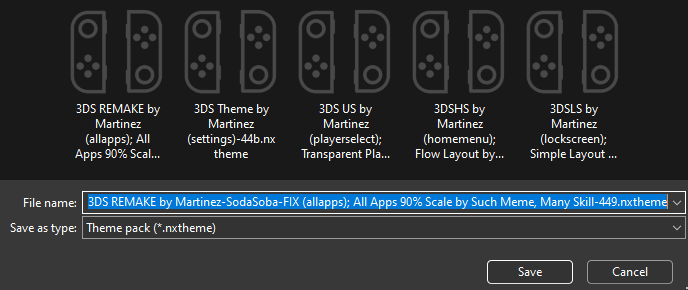 3DS REMAKE by
Martinez
(allapps); All
Apps 90% Scal...
3DS Theme by
Martinez
(settings)-44b.nx
theme
3DS US by
Martinez
(playerselect);
Transparent Pla...
3DSHS by
Martinez
(homemenu);
Flow Layout by...
3DSLS by
Martinez
(lockscreen);
Simple Layout ...
File name: 3DS REMAKE by Martinez-SodaSoba-FIX (allapps); All Apps 90% Scale by Such Meme, Many Skill-449.nxtheme
Save as type: Theme pack (*.nxtheme)
Save Cancel